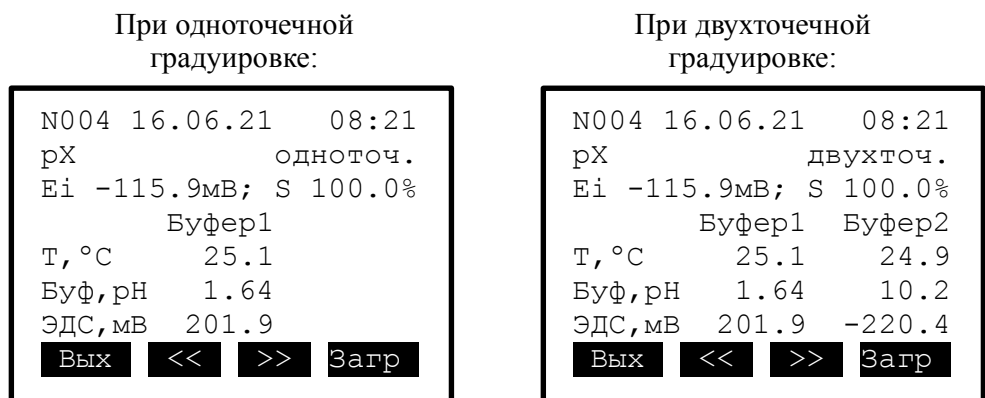 При одноточечной
градуировке:
N004 16.06.21 08:21
pX одноточ.
Ei -115.9мВ; S 100.0%
Буфер1
Т,°С 25.1
Буф,рН 1.64
ЭДС,мВ 201.9
Вых << >> Загр
При двухточечной
градуировке:
N004 16.06.21 08:21
pX двухточ.
Ei -115.9мВ; S 100.0%
Буфер1 Буфер2
Т,°С 25.1 24.9
Буф,рН 1.64 10.2
ЭДС,мВ 201.9 -220.4
Вых << >> Загр